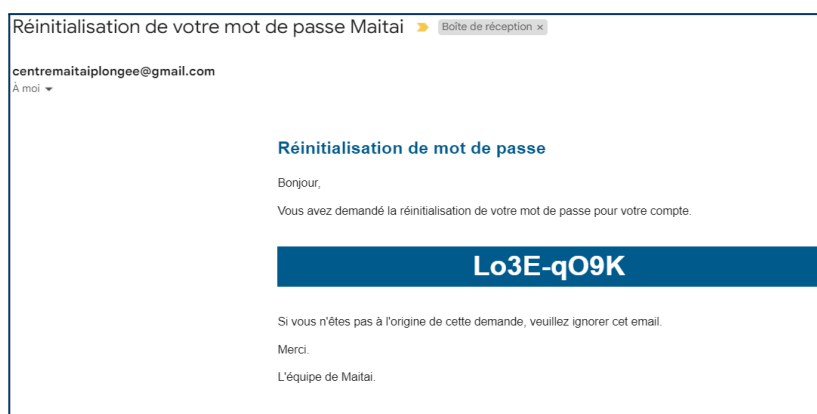 Réinitialisation de votre mot de passe Maitai
Boîte de réception ×
centremaitaiplongee@gmail.com
À moi
Réinitialisation de mot de passe
Bonjour,
Vous avez demandé la réinitialisation de votre mot de passe pour votre compte.
Lo3E-qO9K
Si vous n'êtes pas à l'origine de cette demande, veuillez ignorer cet email.
Merci.
L'équipe de Maitai.